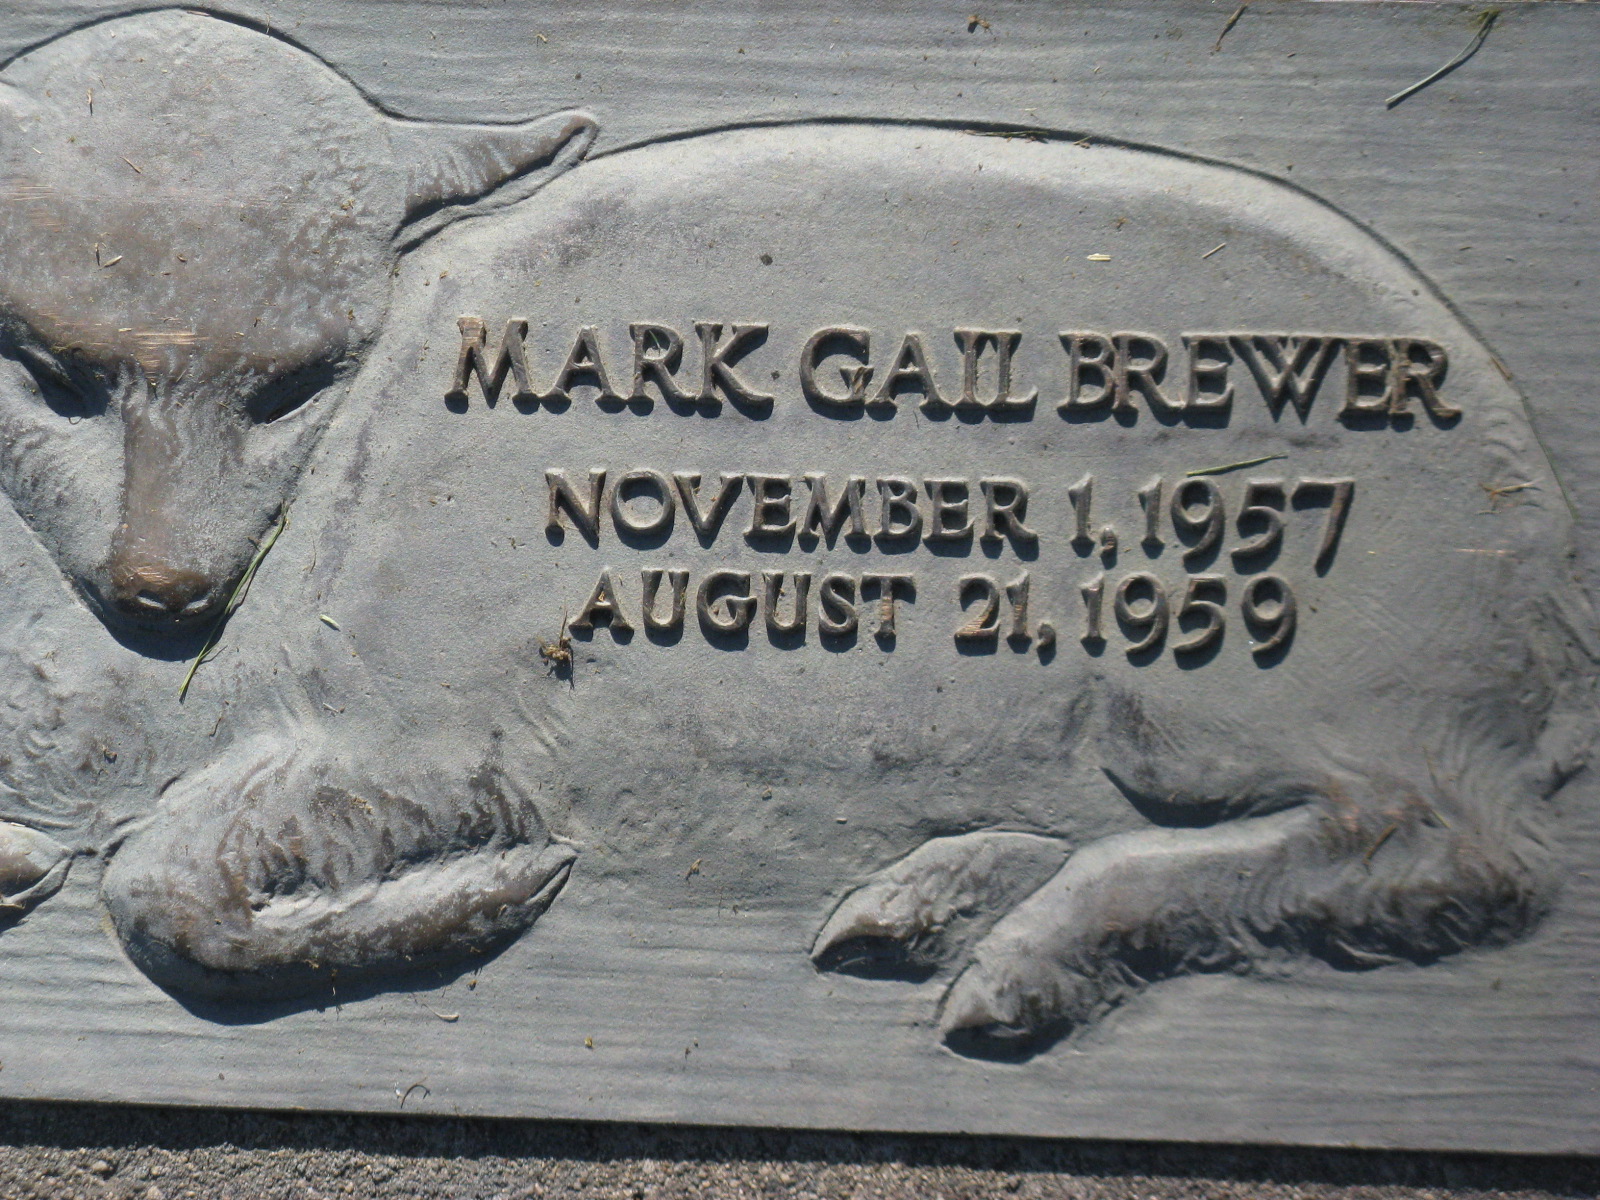 MARK GAIL BREWER
NOVEMBER 1, 1957
AUGUST 21, 1959